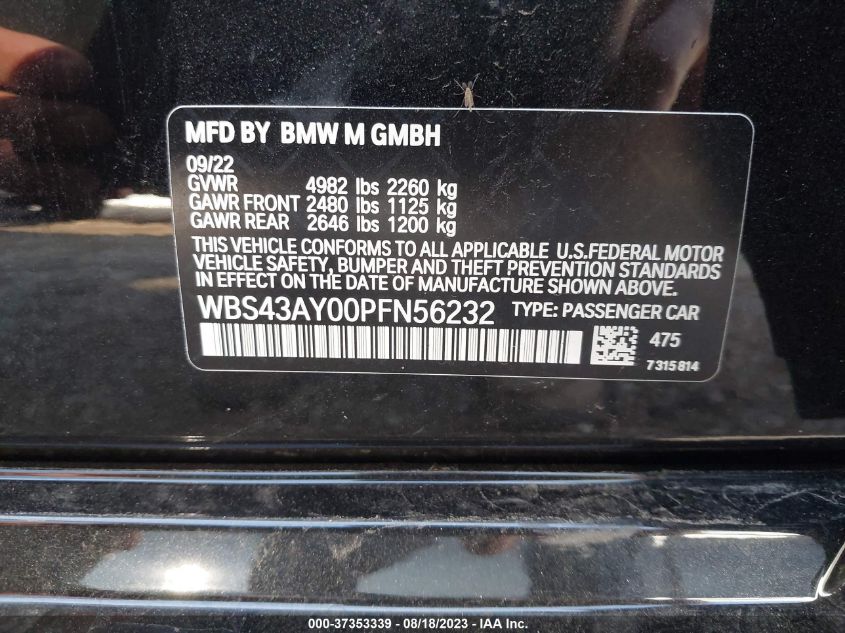 MFD BY BMW M GMBH
09/22
GVWR 4982 lbs 2260 kg
GAWR FRONT 2480 lbs 1125 kg
GAWR REAR 2646 lbs 1200 kg
THIS VEHICLE CONFORMS TO ALL APPLICABLE U.S.FEDERAL MOTOR
VEHICLE SAFETY, BUMPER AND THEFT PREVENTION STANDARDS
IN EFFECT ON THE DATE OF MANUFACTURE SHOWN ABOVE.
WBS43AY00PFN56232 TYPE: PASSENGER CAR
475
7315814
000-37353339 - 08/18/2023 - © IAA Inc.